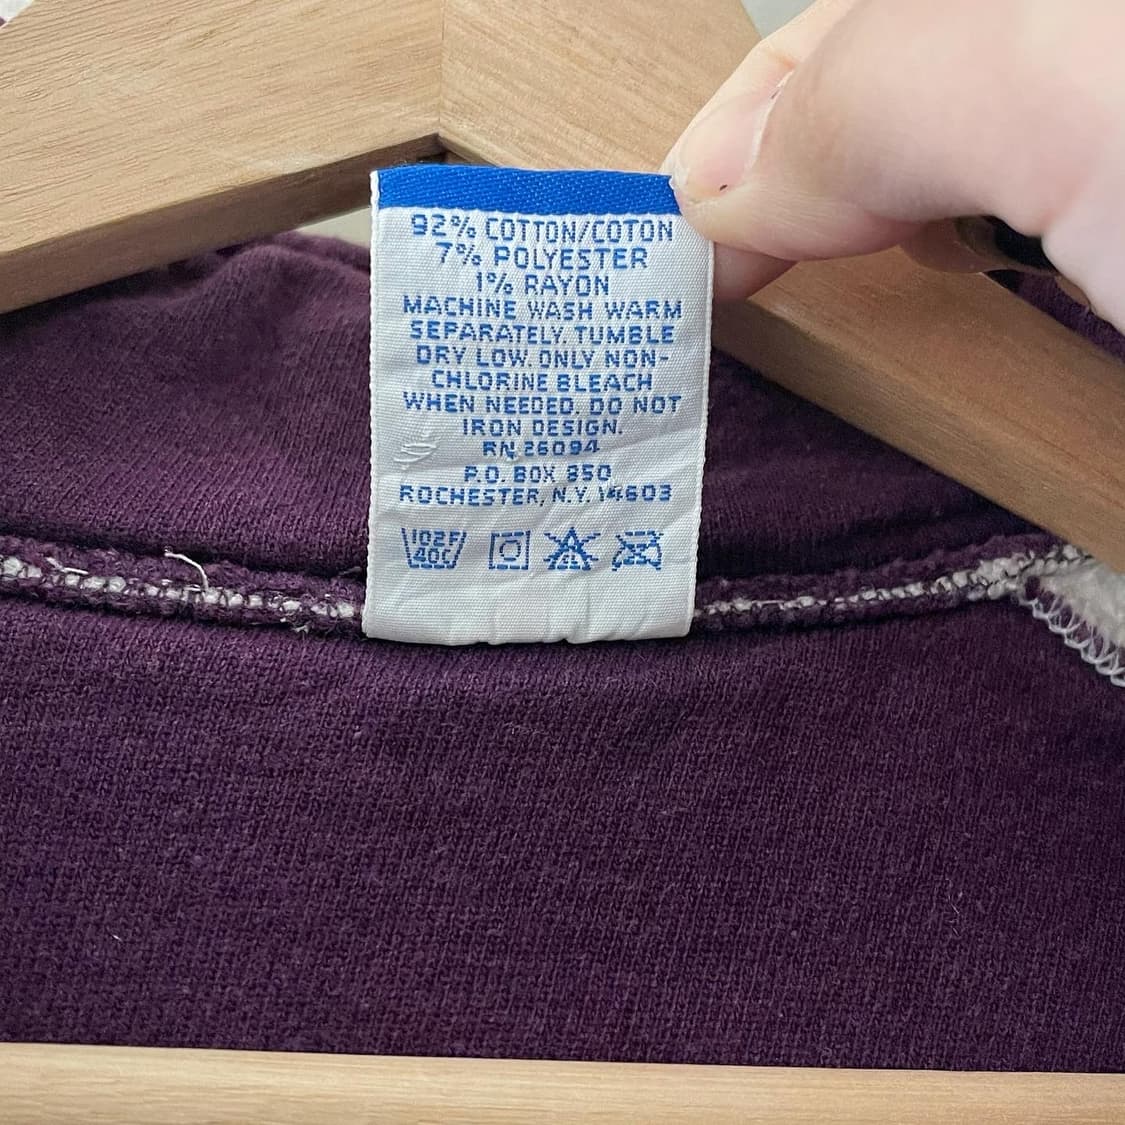 92% COTTON/COTON
7% POLYESTER
1% RAYON
MACHINE WASH WARM
SEPARATELY. TUMBLE
DRY LOW. ONLY NON-
CHLORINE BLEACH
WHEN NEEDED. DO NOT
IRON DESIGN.
RN 26094
P.O. BOX 850
ROCHESTER, N.Y. 14603
102F
40C